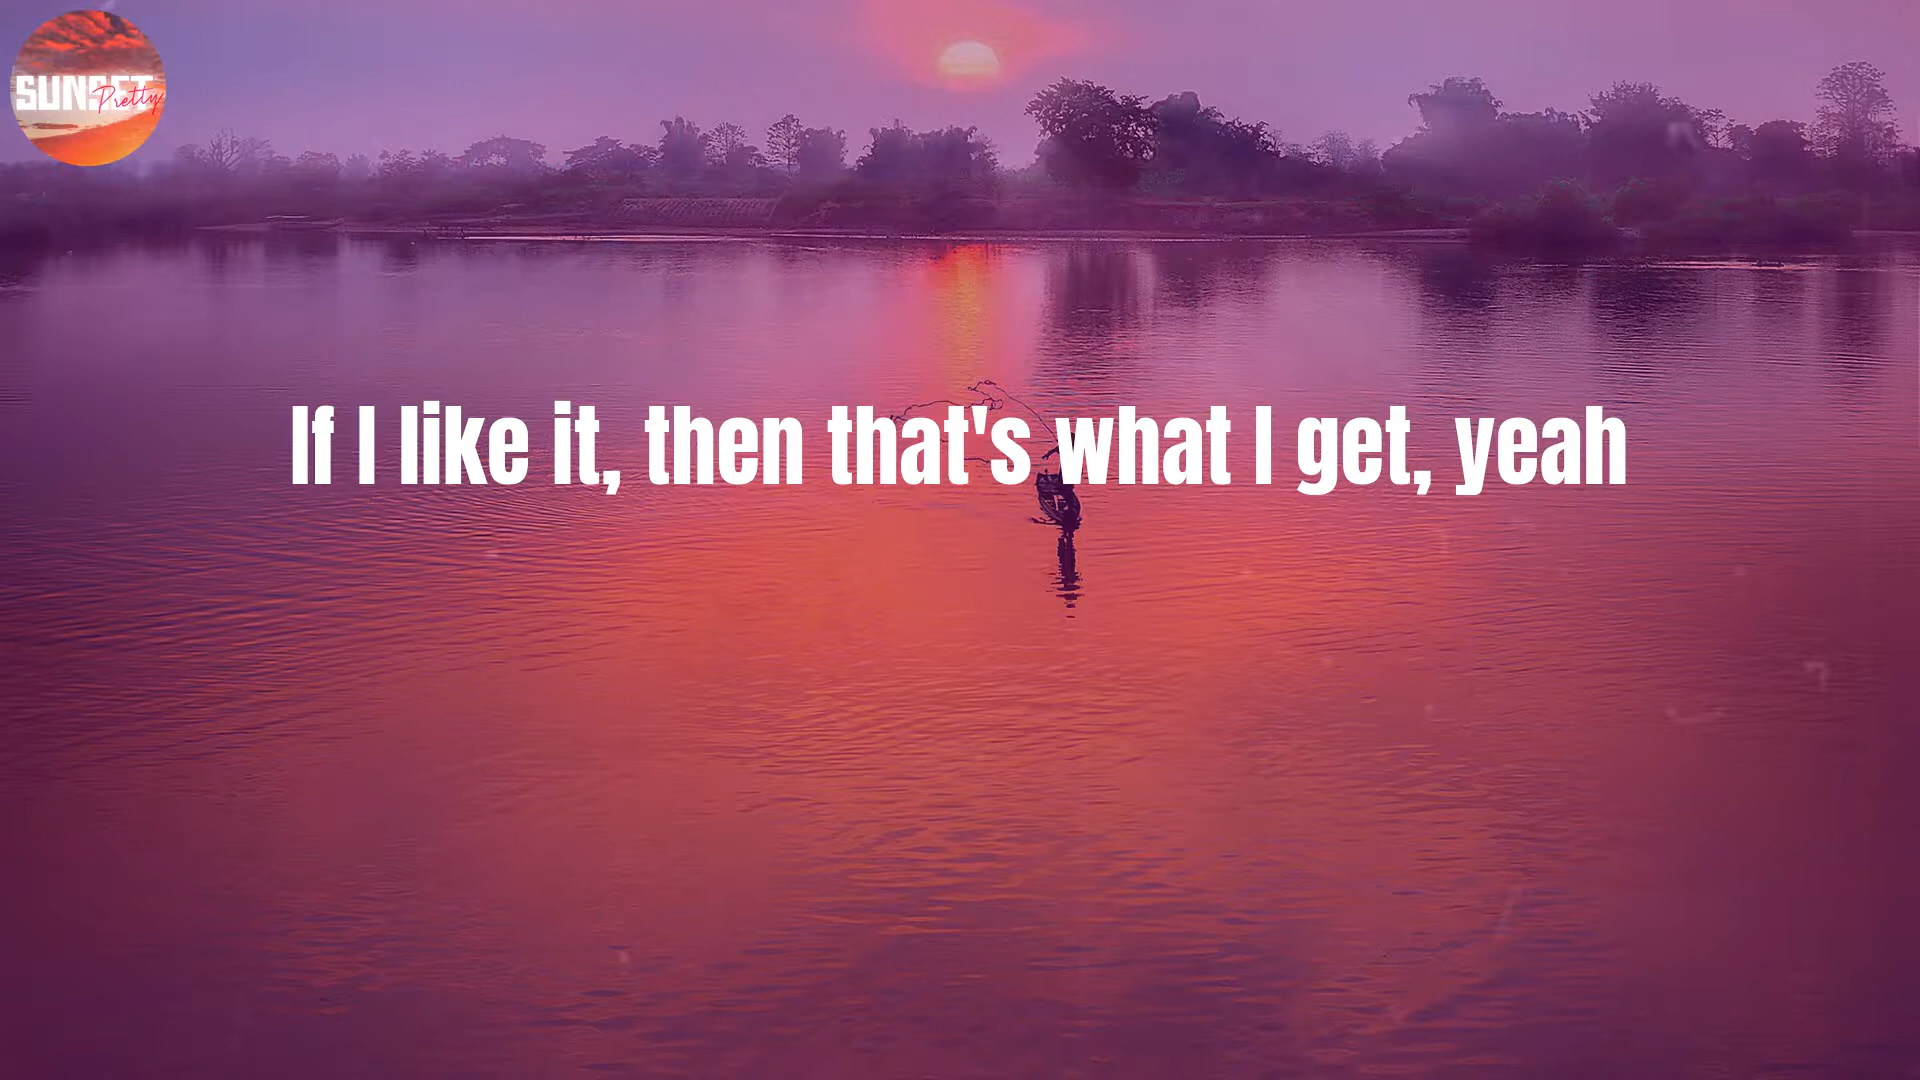 SUNSET
Pretty
If I like it, then that's what I get, yeah